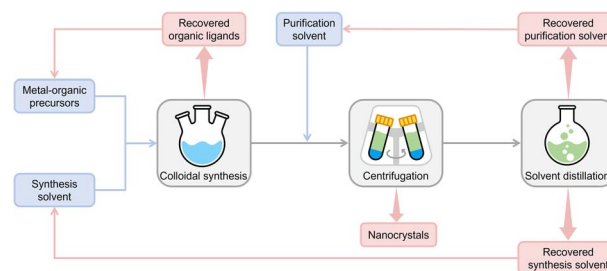 Recovered
organic ligands
Purification
solvent
Recovered
purification solvent
Metal-organic
precursors
Synthesis
solvent
Colloidal synthesis
Centrifugation
Solvent distillation
Nanocrystals
Recovered
synthesis solvent